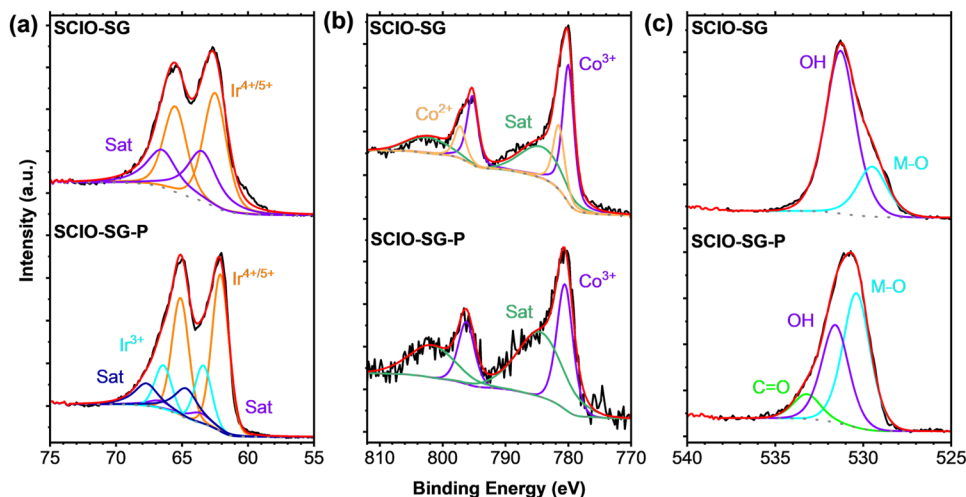 (a)
SCIO-SG
Ir4+/5+
Sat
SCIO-SG-P
Ir4+/5+
Ir3+
Sat
Sat
75 70 65 60 55
Intensity (a.u.)
(b)
SCIO-SG
Co3+
Co2+
Sat
SCIO-SG-P
Co3+
Sat
810 800 790 780 770
Binding Energy (eV)
(c)
SCIO-SG
OH
M-O
SCIO-SG-P
M-O
OH
C=O
540 535 530 525